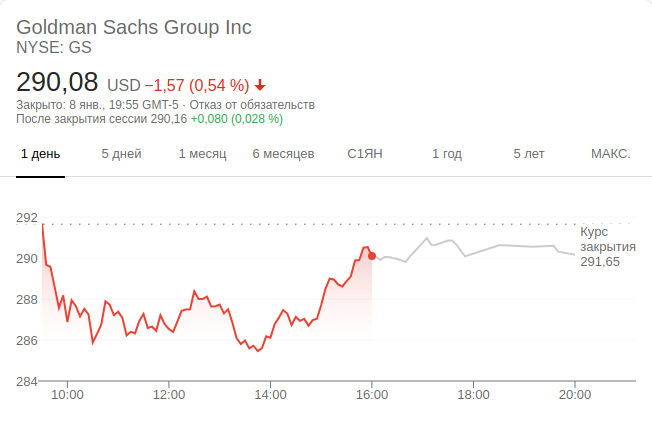 Goldman Sachs Group Inc
NYSE: GS
290,08 USD −1,57 (0,54 %)
Закрыто: 8 янв., 19:55 GMT-5 · Отказ от обязательств
После закрытия сессии 290,16 +0,080 (0,028 %)
1 день 5 дней 1 месяц 6 месяцев С1ЯН 1 год 5 лет МАКС.
292
290
288
286
284
Курс
закрытия
291,65
10:00 12:00 14:00 16:00 18:00 20:00